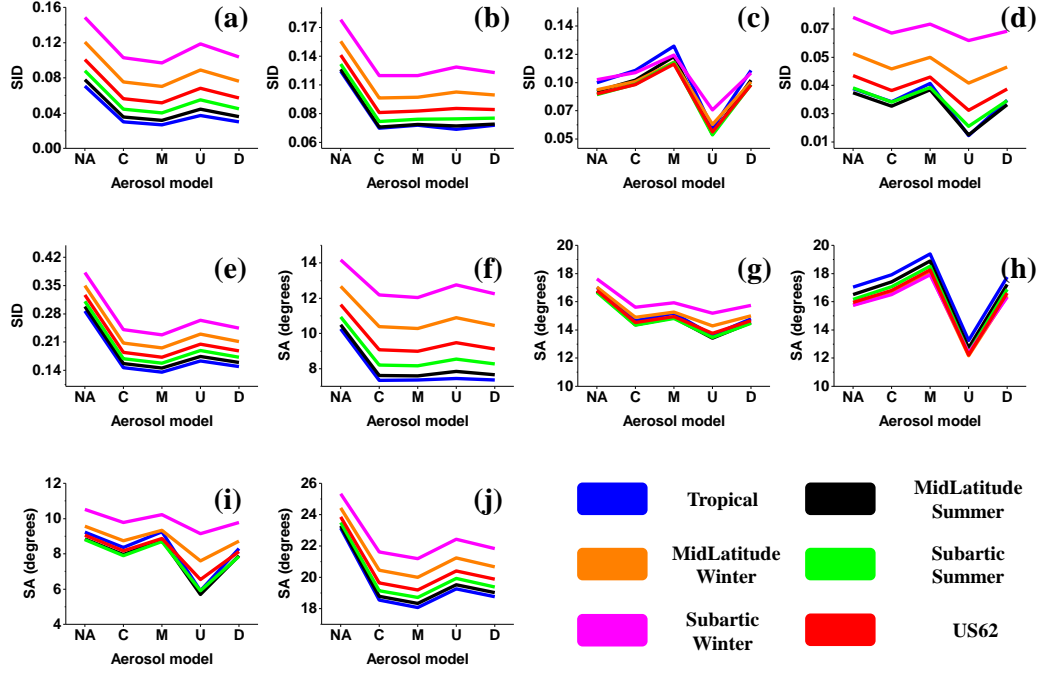 (a)
SID
0.16
0.12
0.08
0.04
0.00
NA C M U D
Aerosol model
(b)
0.17
0.14
0.11
0.08
0.06
NA C M U D
Aerosol model
(c)
0.14
0.12
0.10
0.07
0.05
NA C M U D
Aerosol model
(d)
0.07
0.05
0.04
0.03
0.01
NA C M U D
Aerosol model
(e)
SID
0.42
0.35
0.28
0.21
0.14
NA C M U D
Aerosol model
(f)
SA (degrees)
14
12
10
8
NA C M U D
Aerosol model
(g)
SA (degrees)
20
18
16
14
12
10
NA C M U D
Aerosol model
(h)
SA (degrees)
20
18
16
14
12
10
NA C M U D
Aerosol model
(i)
SA (degrees)
12
10
8
6
4
NA C M U D
Aerosol model
(j)
SA (degrees)
26
24
22
20
18
NA C M U D
Aerosol model
Tropical
MidLatitude
Summer
MidLatitude
Winter
Subartic
Summer
Subartic
Winter
US62